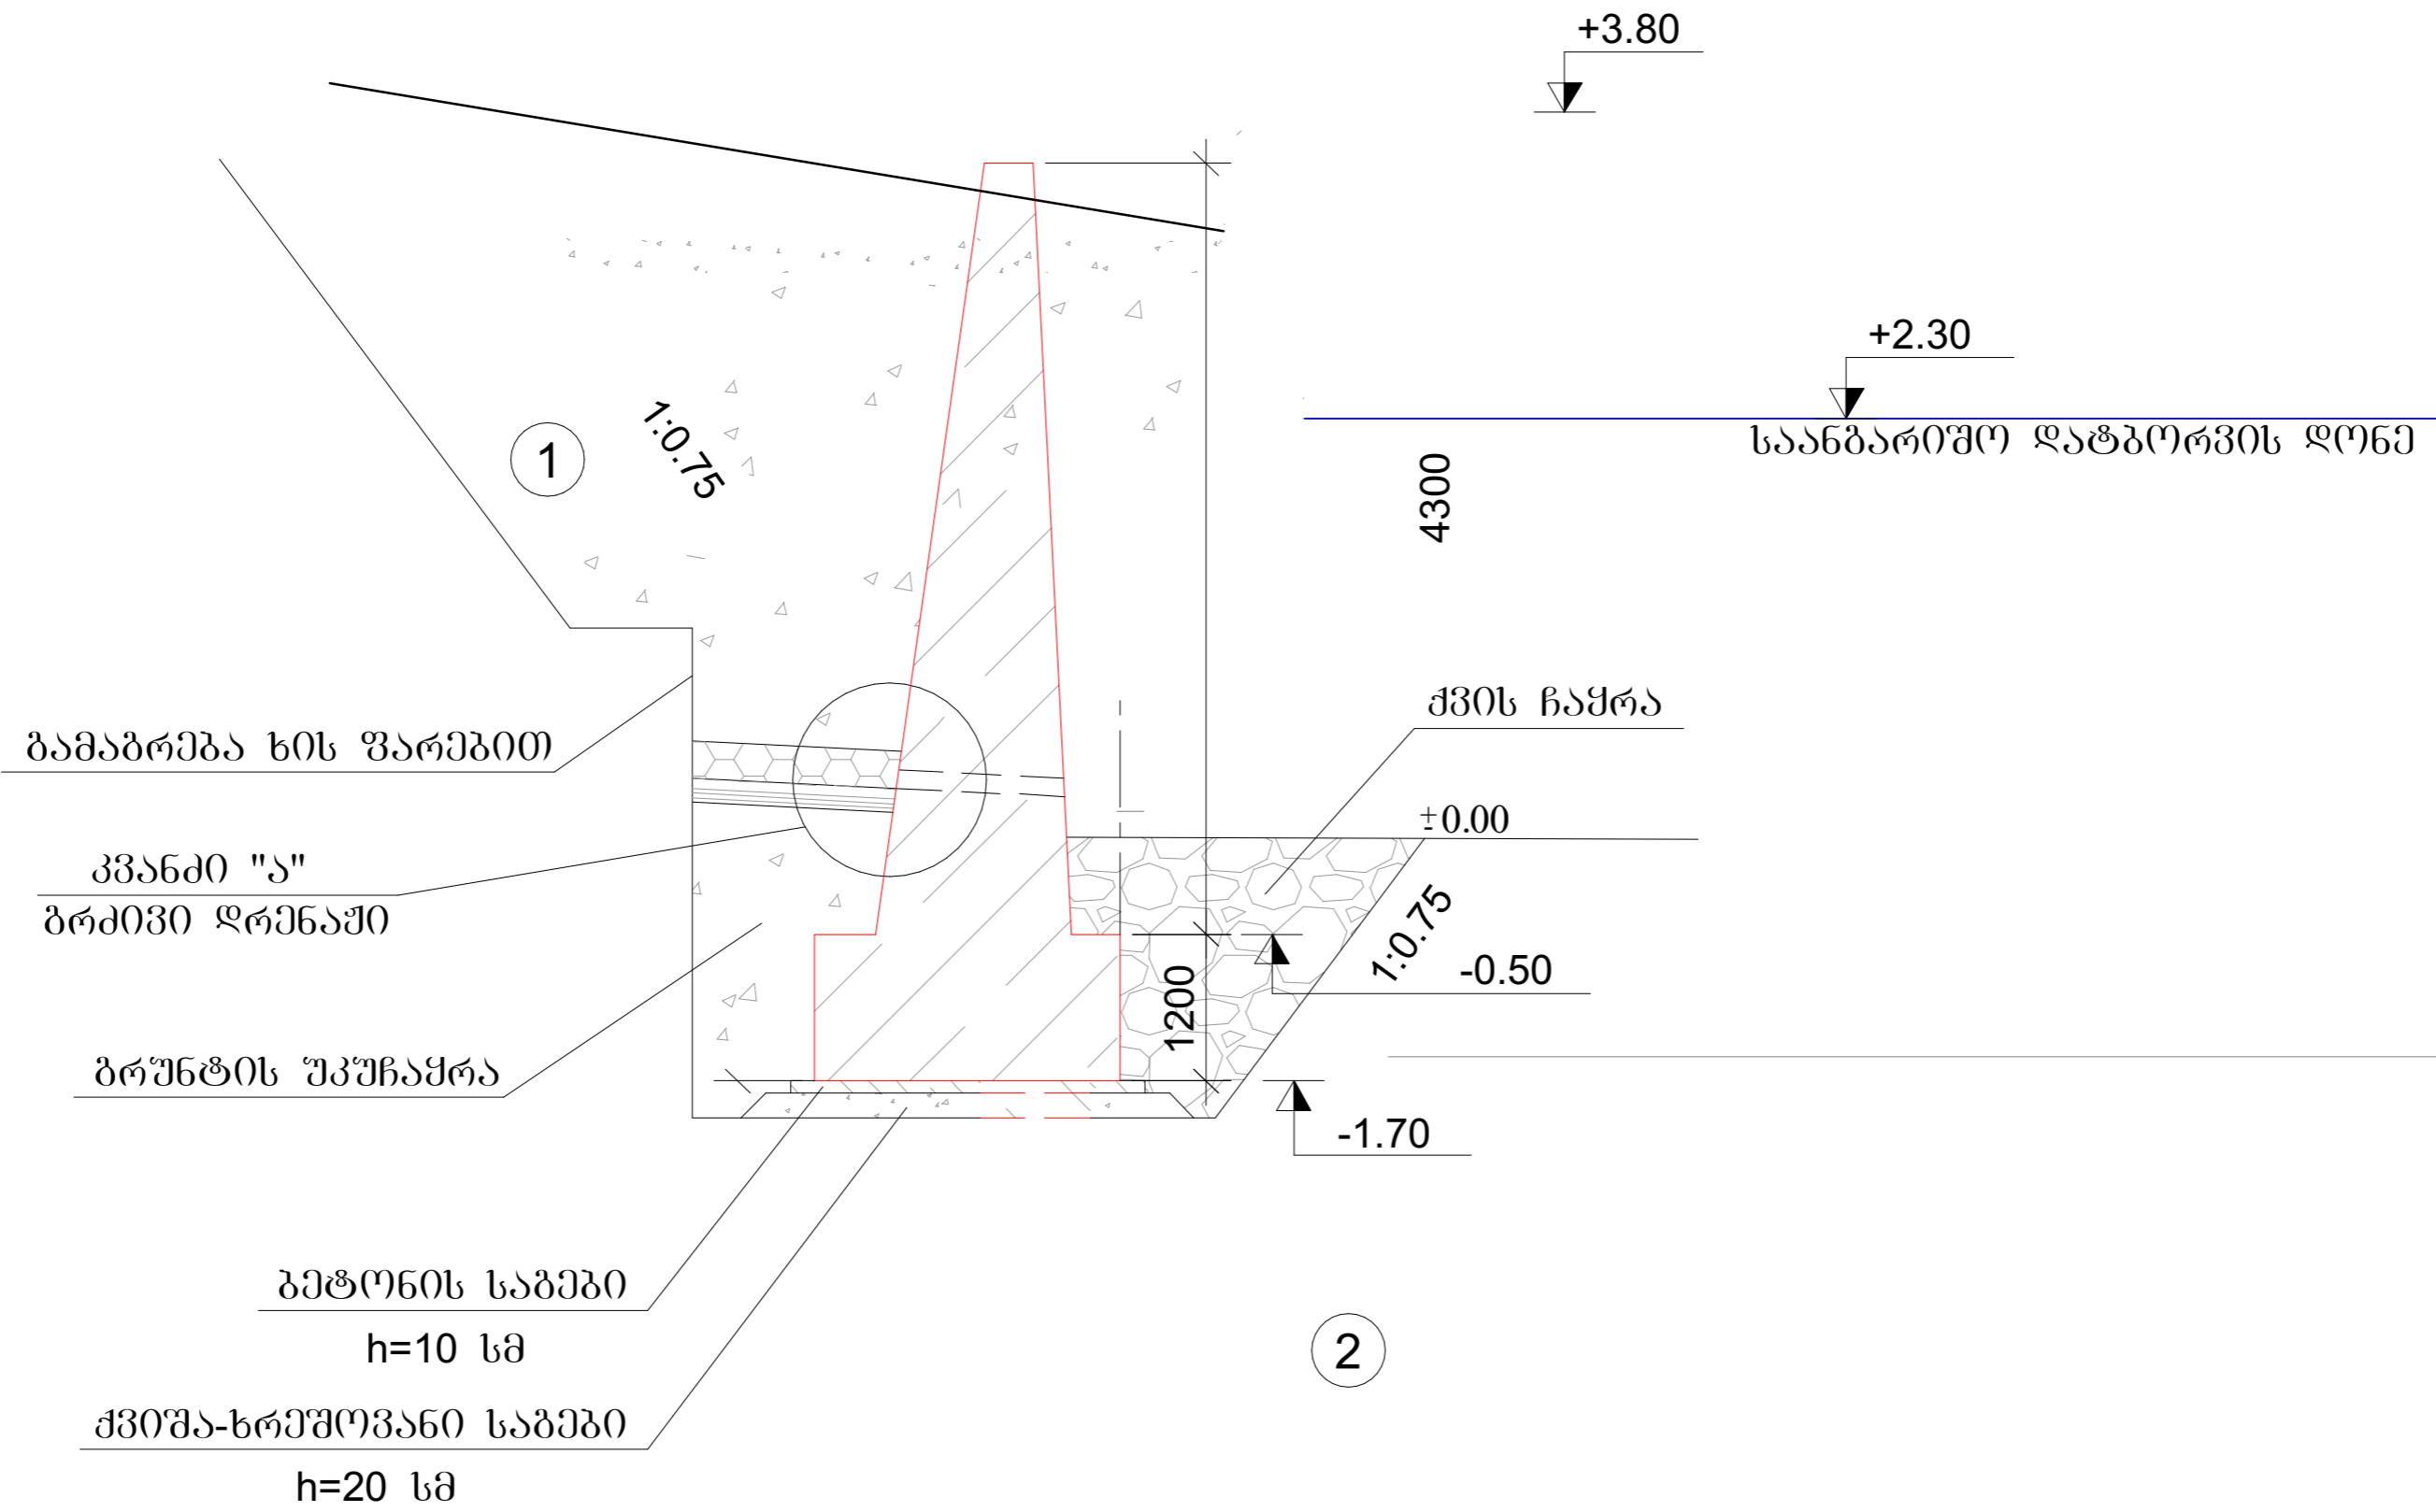 +3.80
+2.30
საანგარიშო დატბორვის დონე
1
1:0.75
4300
გამაგრება ხის ფარებით
ქვის ჩაყრა
±0.00
კვანძი "ა"
გრძივი დრენაჟი
1:0.75
-0.50
1200
გრუნტის უკუჩაყრა
-1.70
ბეტონის საგები
h=10 სმ
2
ქვიშა-ხრეშოვანი საგები
h=20 სმ